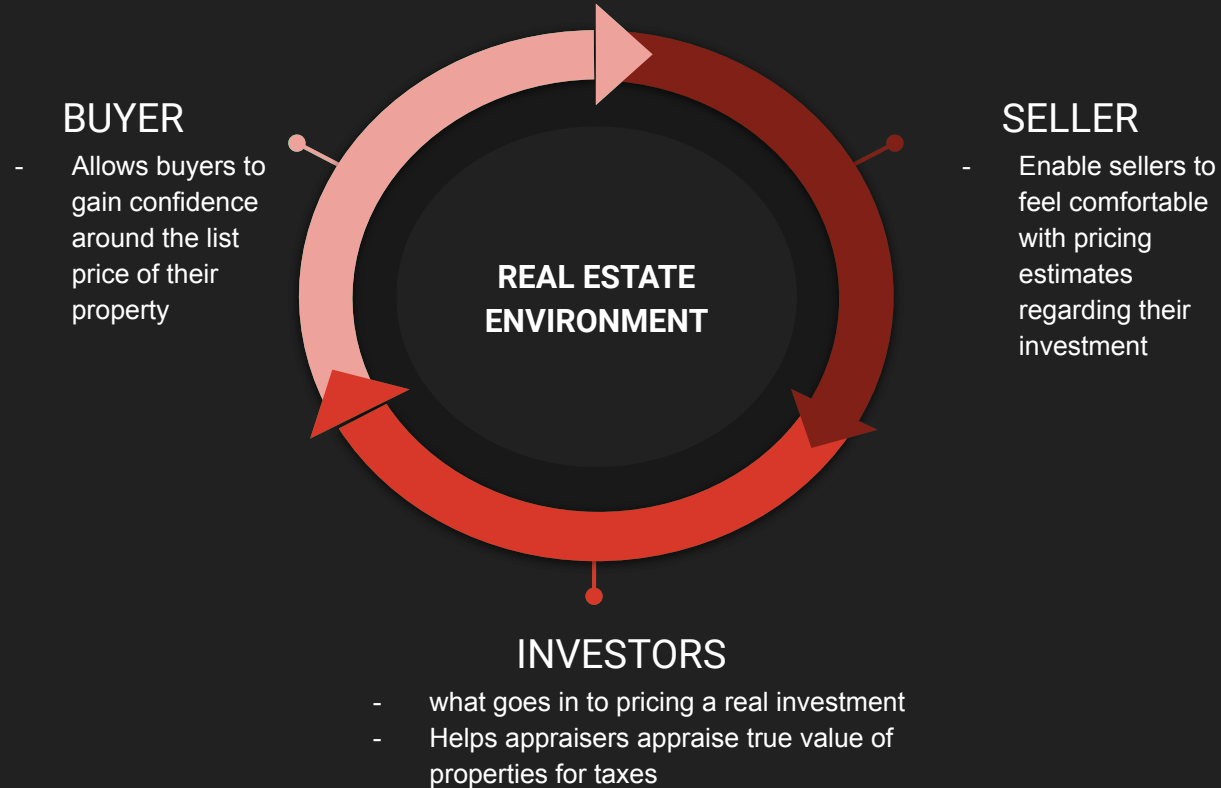 BUYER
- Allows buyers to
gain confidence
around the list
price of their
property
REAL ESTATE
ENVIRONMENT
SELLER
- Enable sellers to
feel comfortable
with pricing
estimates
regarding their
investment
INVESTORS
- what goes in to pricing a real investment
- Helps appraisers appraise true value of
properties for taxes